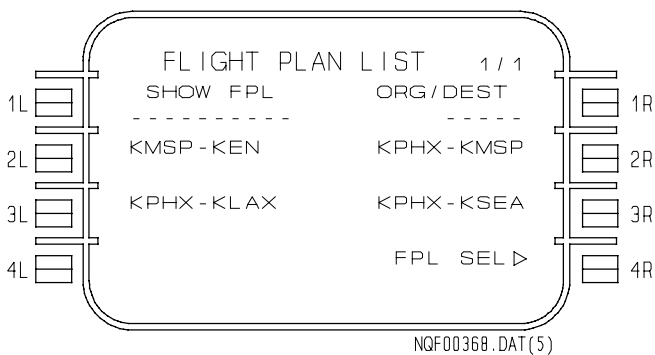 FLIGHT PLAN LIST 1/1
SHOW FPL ORG/DEST
1L ---------- ----- 1R
2L KMSP-KEN KPHX-KMSP 2R
3L KPHX-KLAX KPHX-KSEA 3R
4L FPL SEL▷ 4R
NQF00368.DAT(5)